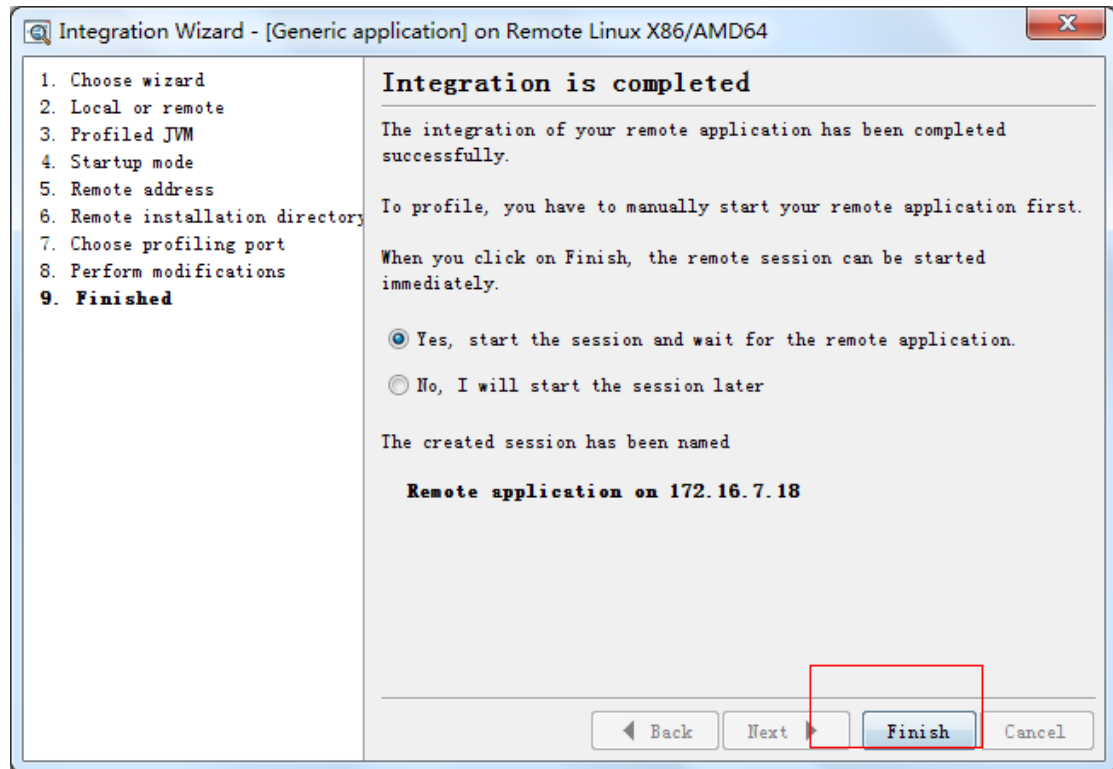 Integration Wizard - [Generic application] on Remote Linux X86/AMD64
1. Choose wizard
2. Local or remote
3. Profiled JVM
4. Startup mode
5. Remote address
6. Remote installation directory
7. Choose profiling port
8. Perform modifications
9. Finished
Integration is completed
The integration of your remote application has been completed
successfully.
To profile, you have to manually start your remote application first.
When you click on Finish, the remote session can be started
immediately.
Yes, start the session and wait for the remote application.
No, I will start the session later
The created session has been named
Remote application on 172.16.7.18
Back Next Finish Cancel